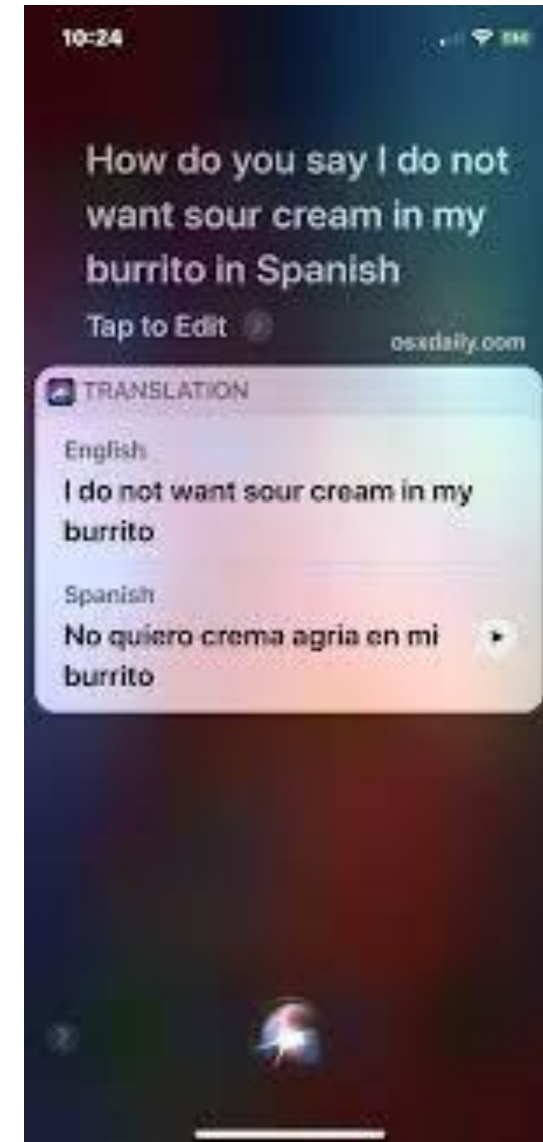 10:24
How do you say I do not
want sour cream in my
burrito in Spanish
Tap to Edit
osxdaily.com
TRANSLATION
English
I do not want sour cream in my
burrito
Spanish
No quiero crema agria en mi
burrito